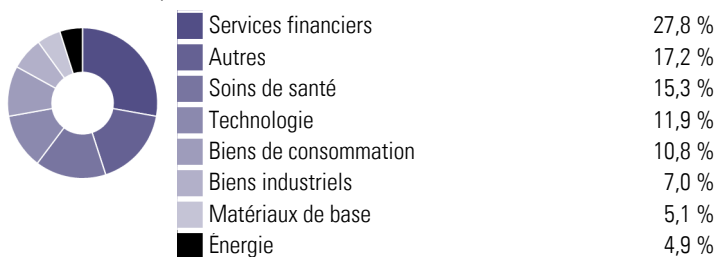 Services financiers 27,8 %
Autres 17,2 %
Soins de santé 15,3 %
Technologie 11,9 %
Biens de consommation 10,8 %
Biens industriels 7,0 %
Matériaux de base 5,1 %
Énergie 4,9 %